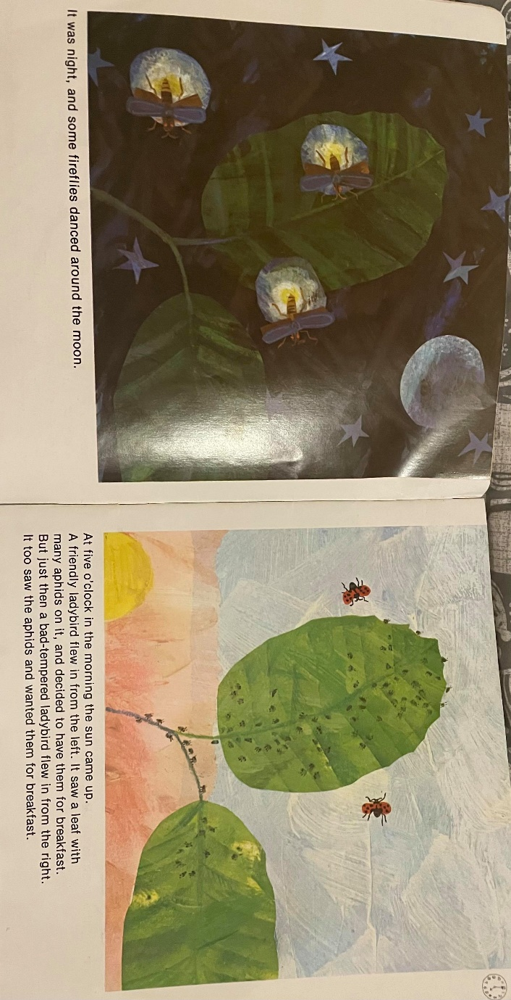 It was night, and some fireflies danced around the moon.
At five o'clock in the morning the sun came up.
A friendly ladybird flew in from the left. It saw a leaf with
many aphids on it, and decided to have them for breakfast.
But just then a bad-tempered ladybird flew in from the right.
It too saw the aphids and wanted them for breakfast.